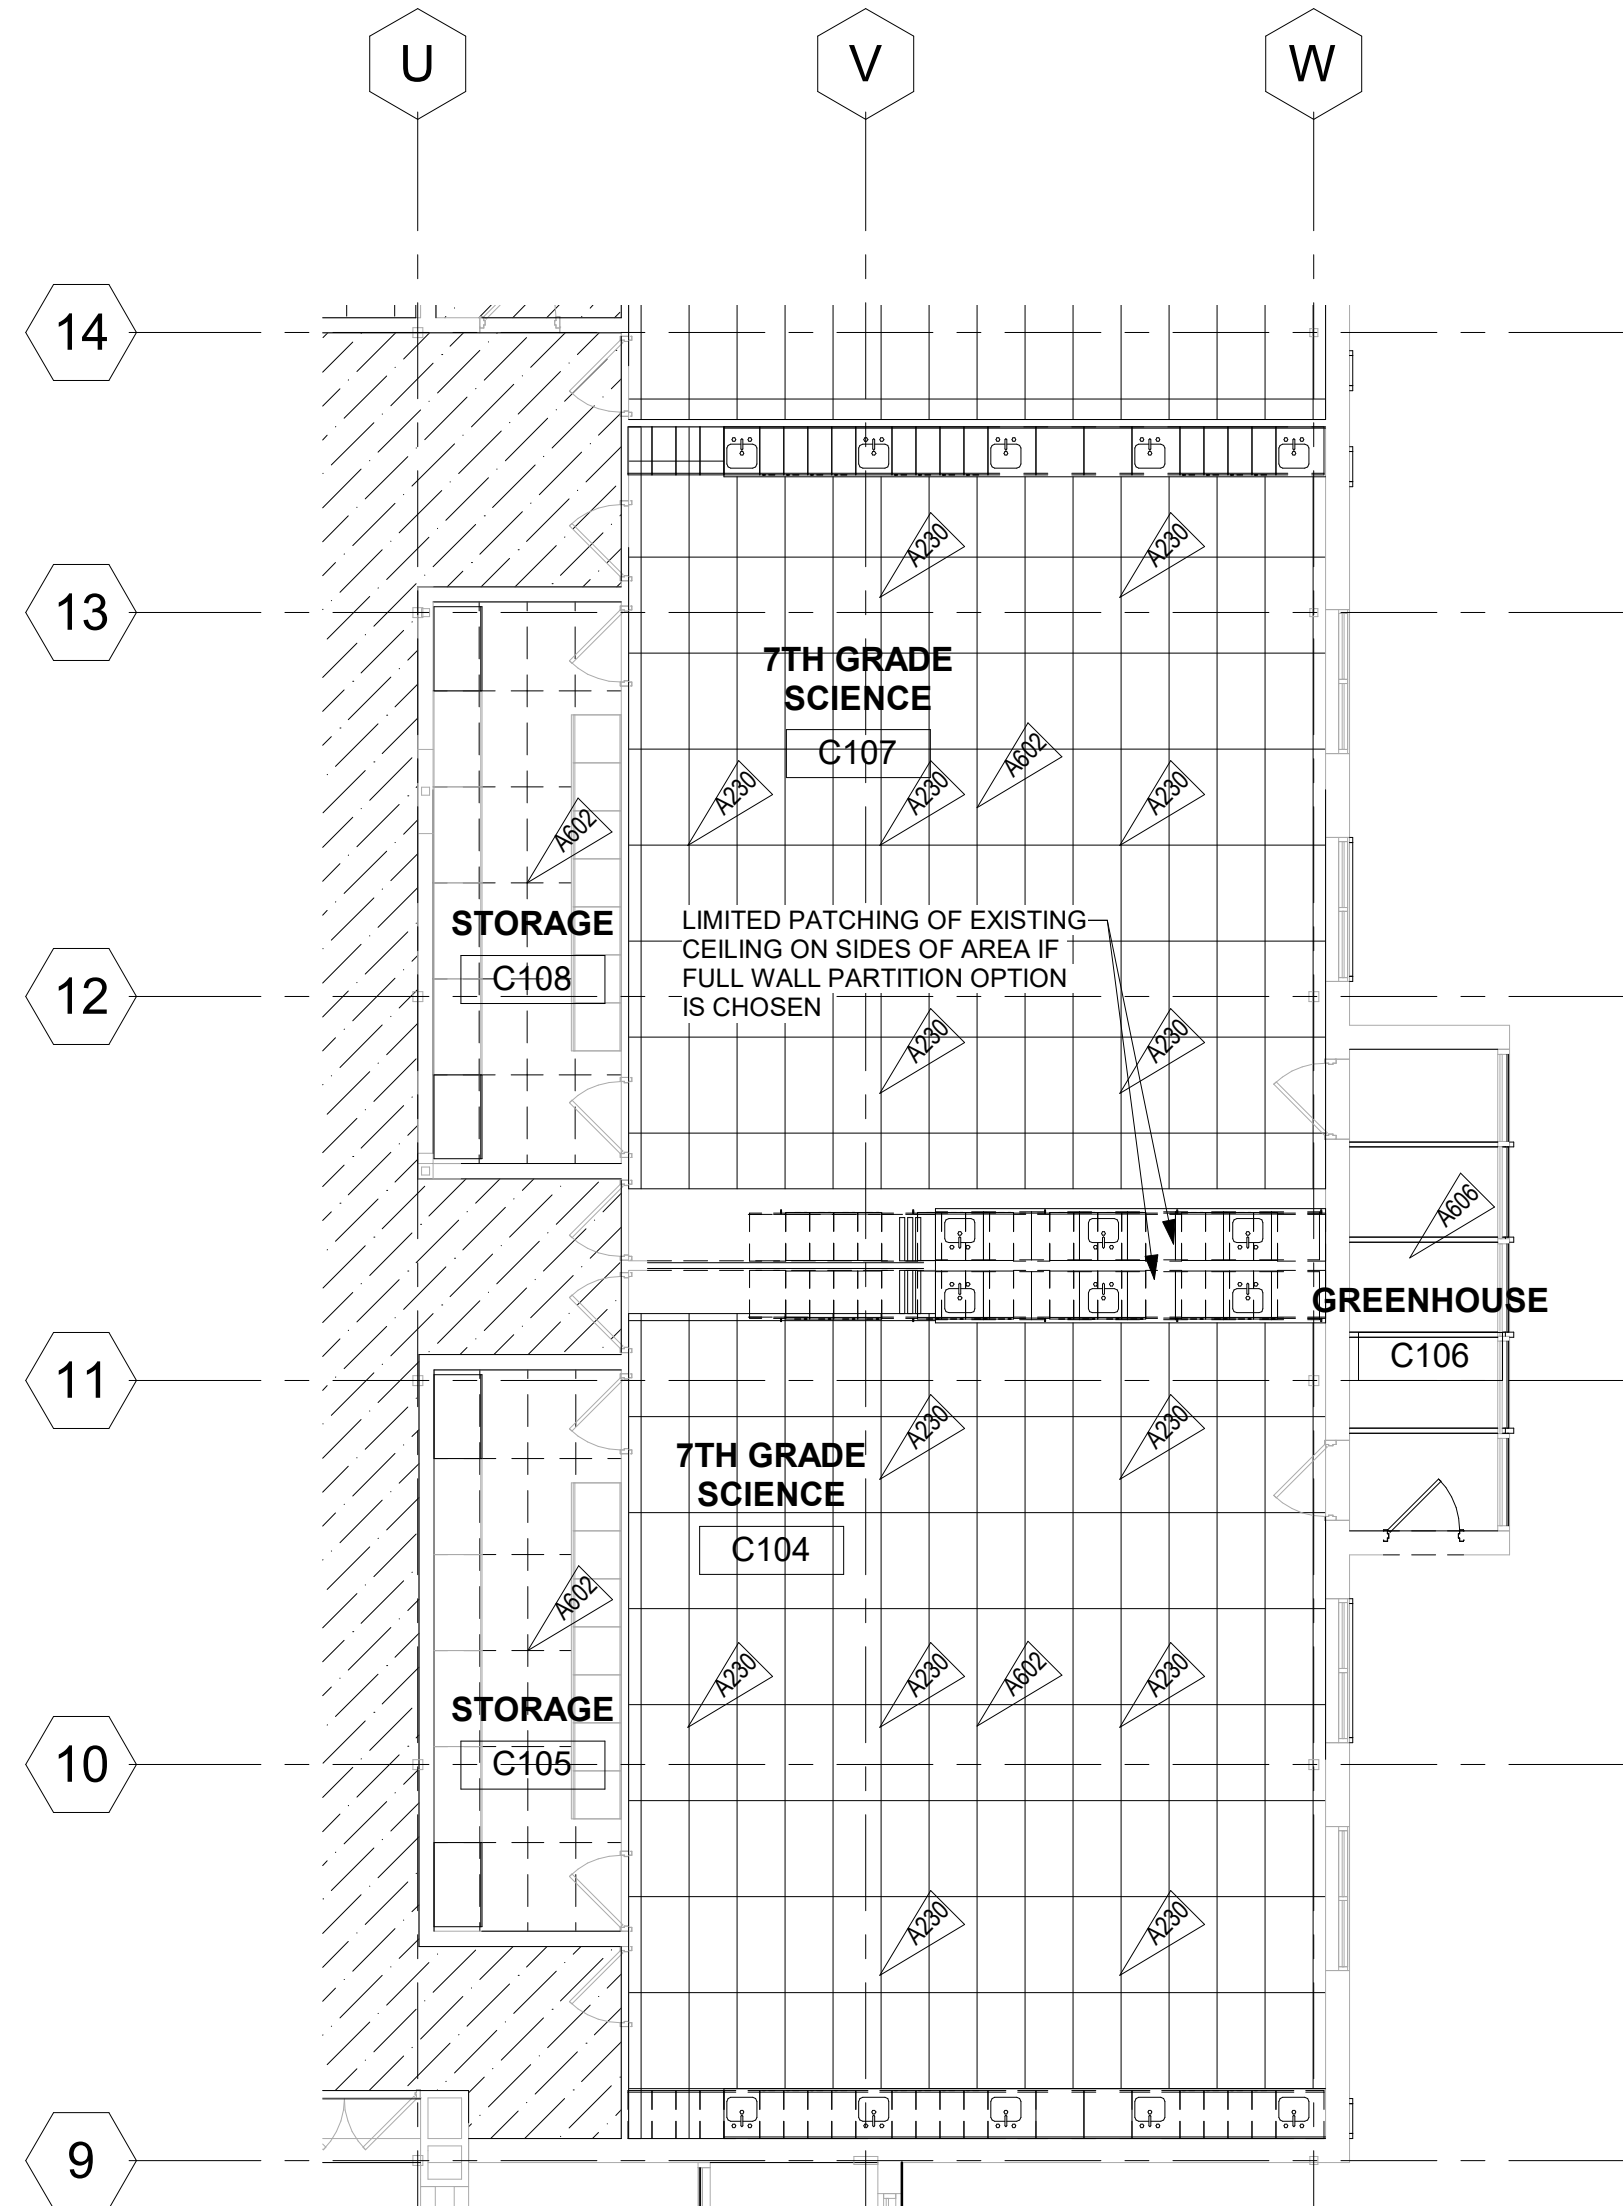 U
V
W
14
A230
A230
13
7TH GRADE
SCIENCE
C107
A602
A230
A230
A230
A602
STORAGE
C108
LIMITED PATCHING OF EXISTING
CEILING ON SIDES OF AREA IF
FULL WALL PARTITION OPTION
IS CHOSEN
12
A230
A230
A606
GREENHOUSE
C106
11
A230
A230
7TH GRADE
SCIENCE
C104
A602
A230
A230
A602
A230
STORAGE
C105
10
A230
A230
9